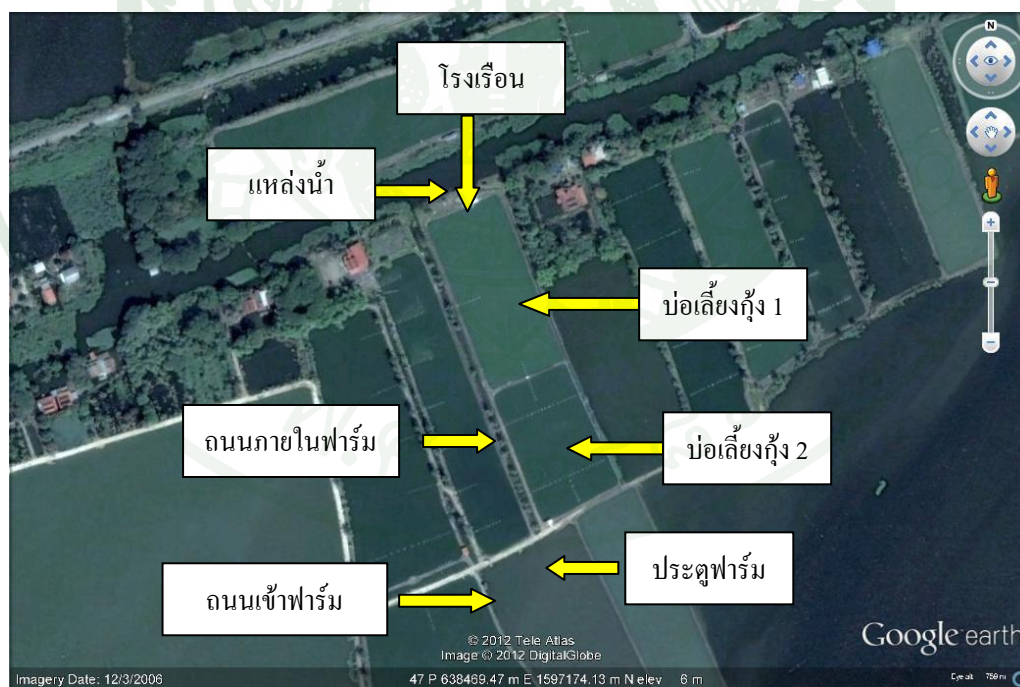 N
โรงเรือน
แหล่งน้ำ
บ่อเลี้ยงกุ้ง 1
ถนนภายในฟาร์ม
บ่อเลี้ยงกุ้ง 2
ประตูฟาร์ม
ถนนเข้าฟาร์ม
© 2012 Tele Atlas
Image © 2012 DigitalGlobe
Google earth
Imagery Date: 12/3/2006
47 P 638469.47 m E 1597174.13 m N elev 6 m
Eye alt 759 m